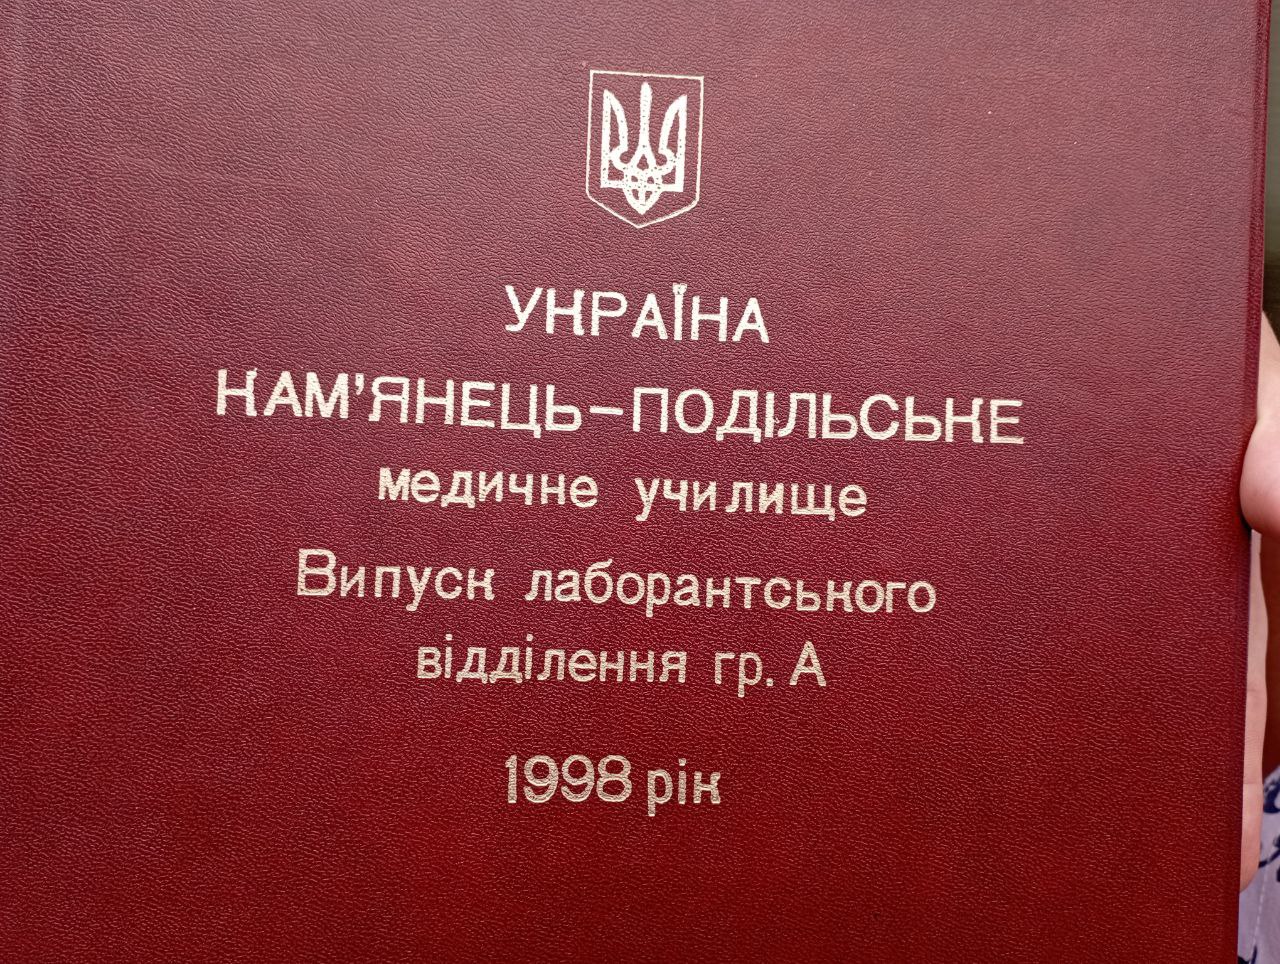 УКРАЇНА
КАМ'ЯНЕЦЬ-ПОДІЛЬСЬКЕ
медичне училище
Випуск лаборантського
відділення гр. А
1998 рік